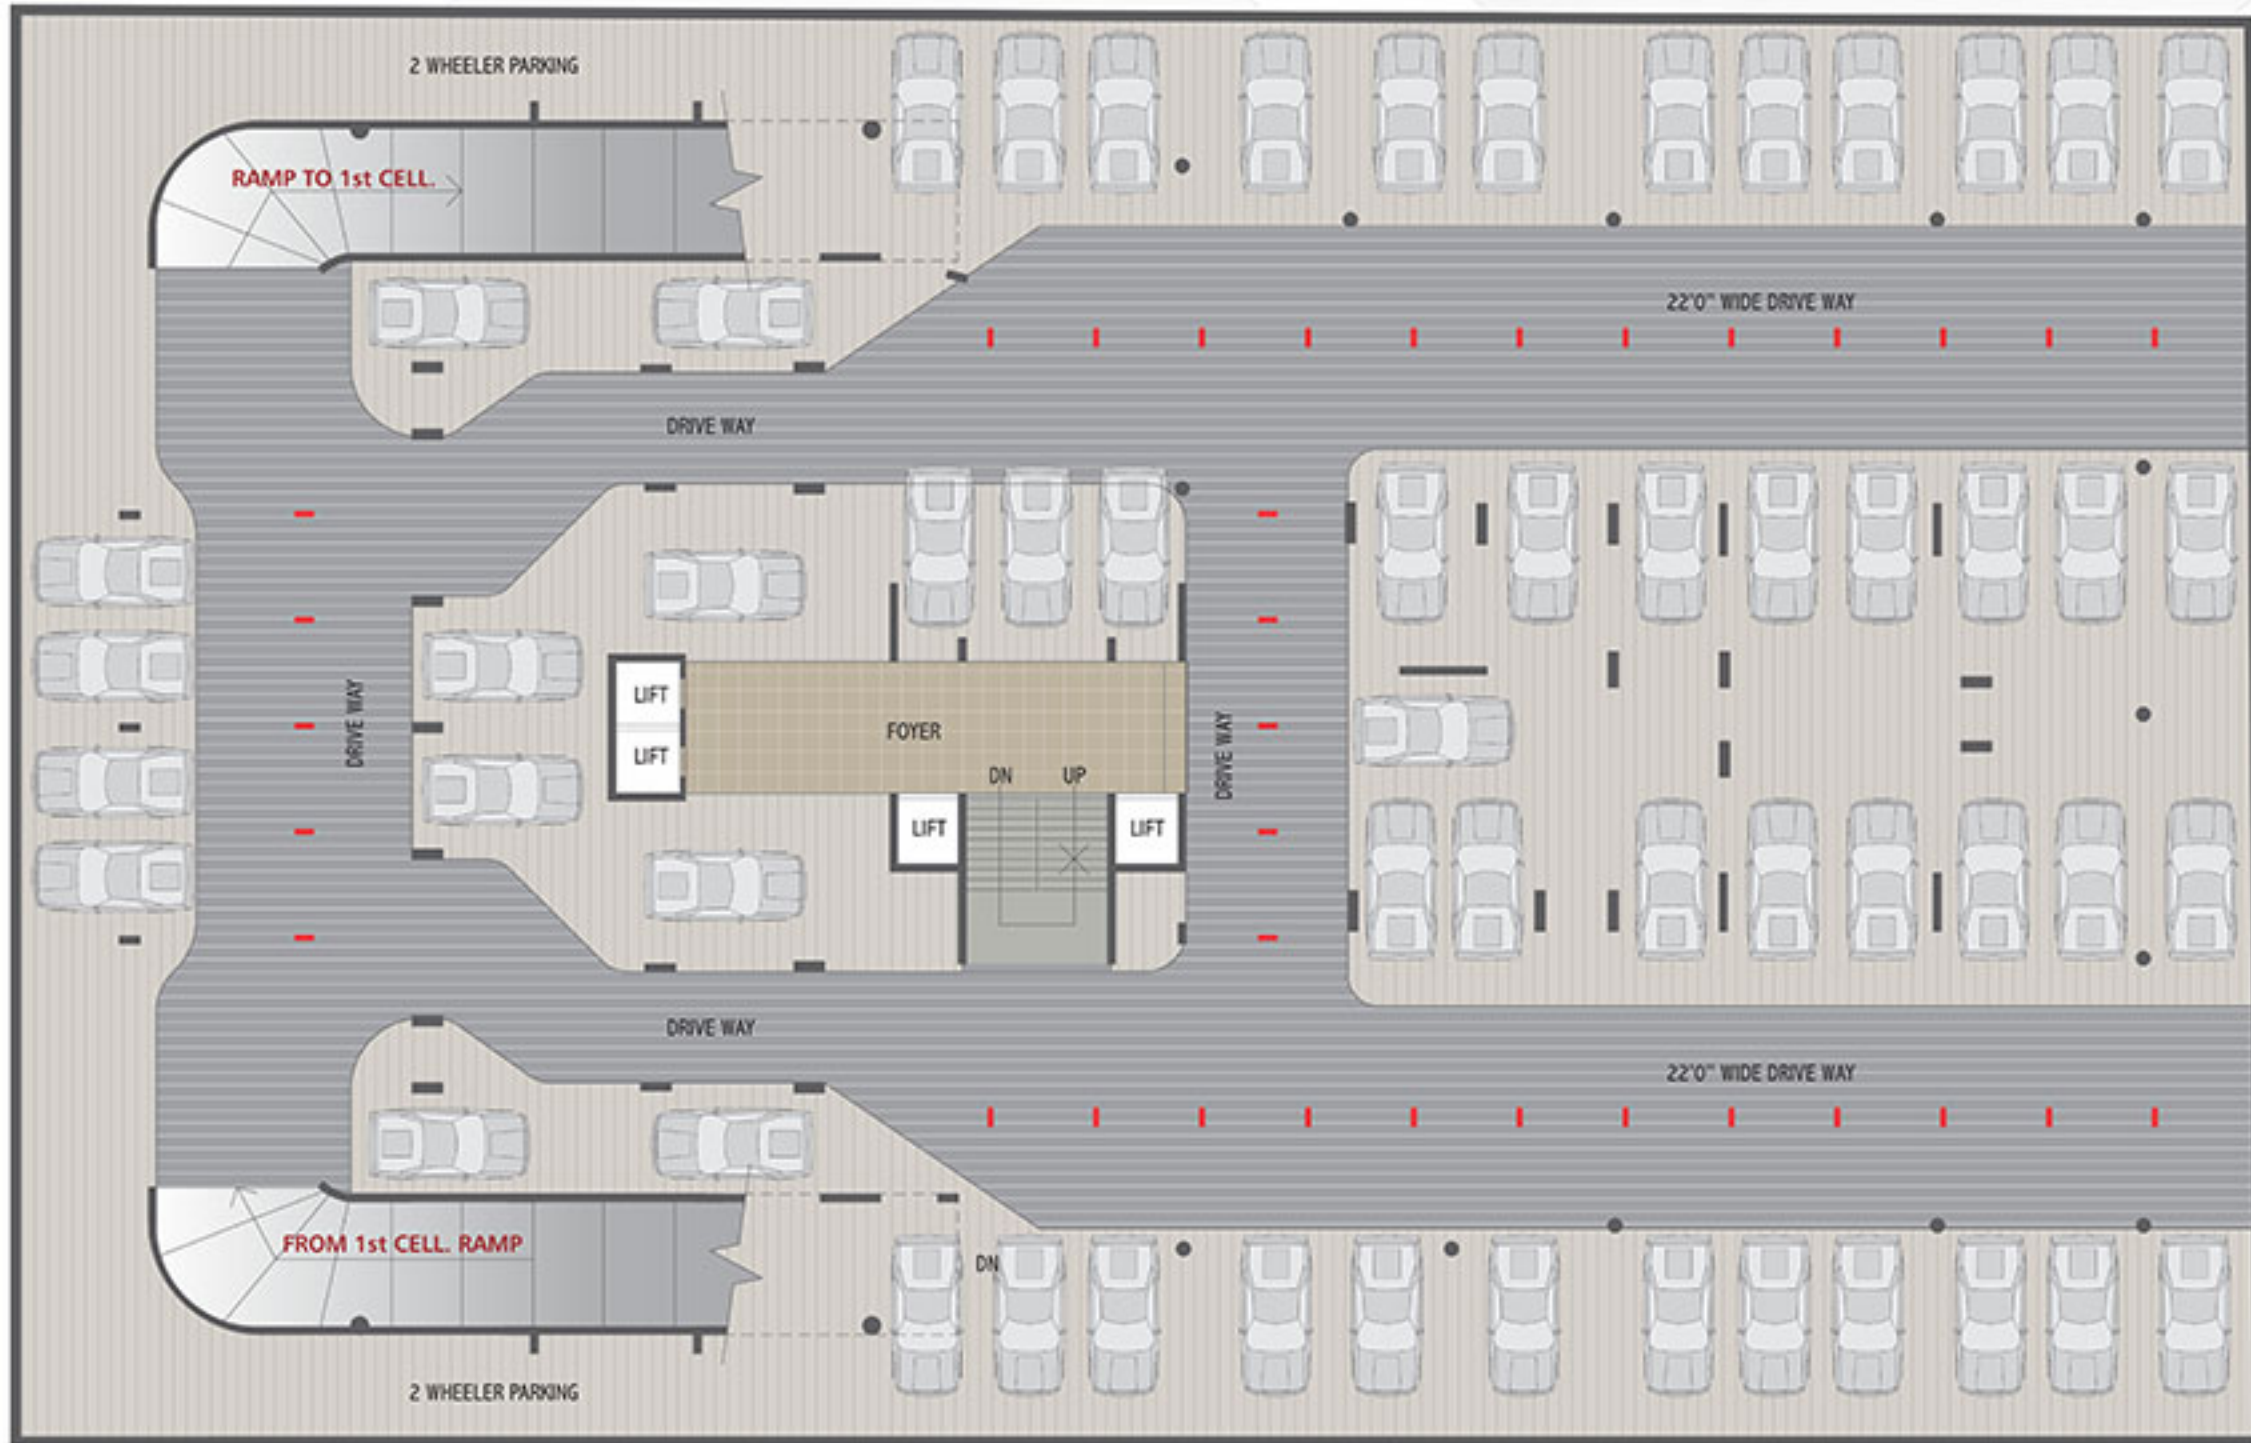 2 WHEELER PARKING
RAMP TO 1st CELL.
22'0" WIDE DRIVE WAY
DRIVE WAY
DRIVE WAY
LIFT
LIFT
FOYER
DN
UP
LIFT
LIFT
DRIVE WAY
DRIVE WAY
22'0" WIDE DRIVE WAY
FROM 1st CELL. RAMP
DN
2 WHEELER PARKING